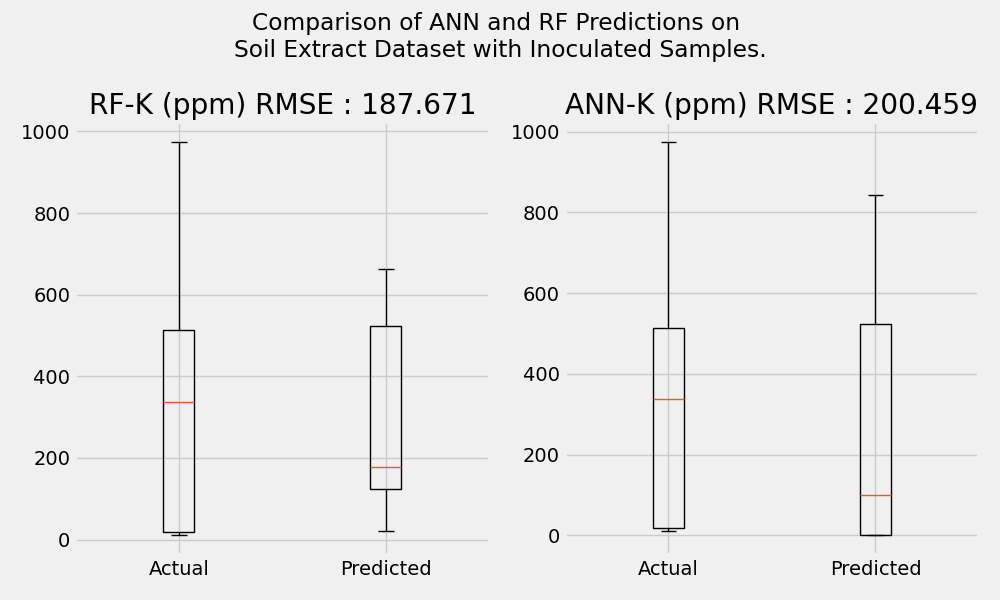 Comparison of ANN and RF Predictions on
Soil Extract Dataset with Inoculated Samples.
RF-K (ppm) RMSE : 187.671
1000
800
600
400
200
0
Actual
Predicted
ANN-K (ppm) RMSE : 200.459
1000
800
600
400
200
0
Actual
Predicted